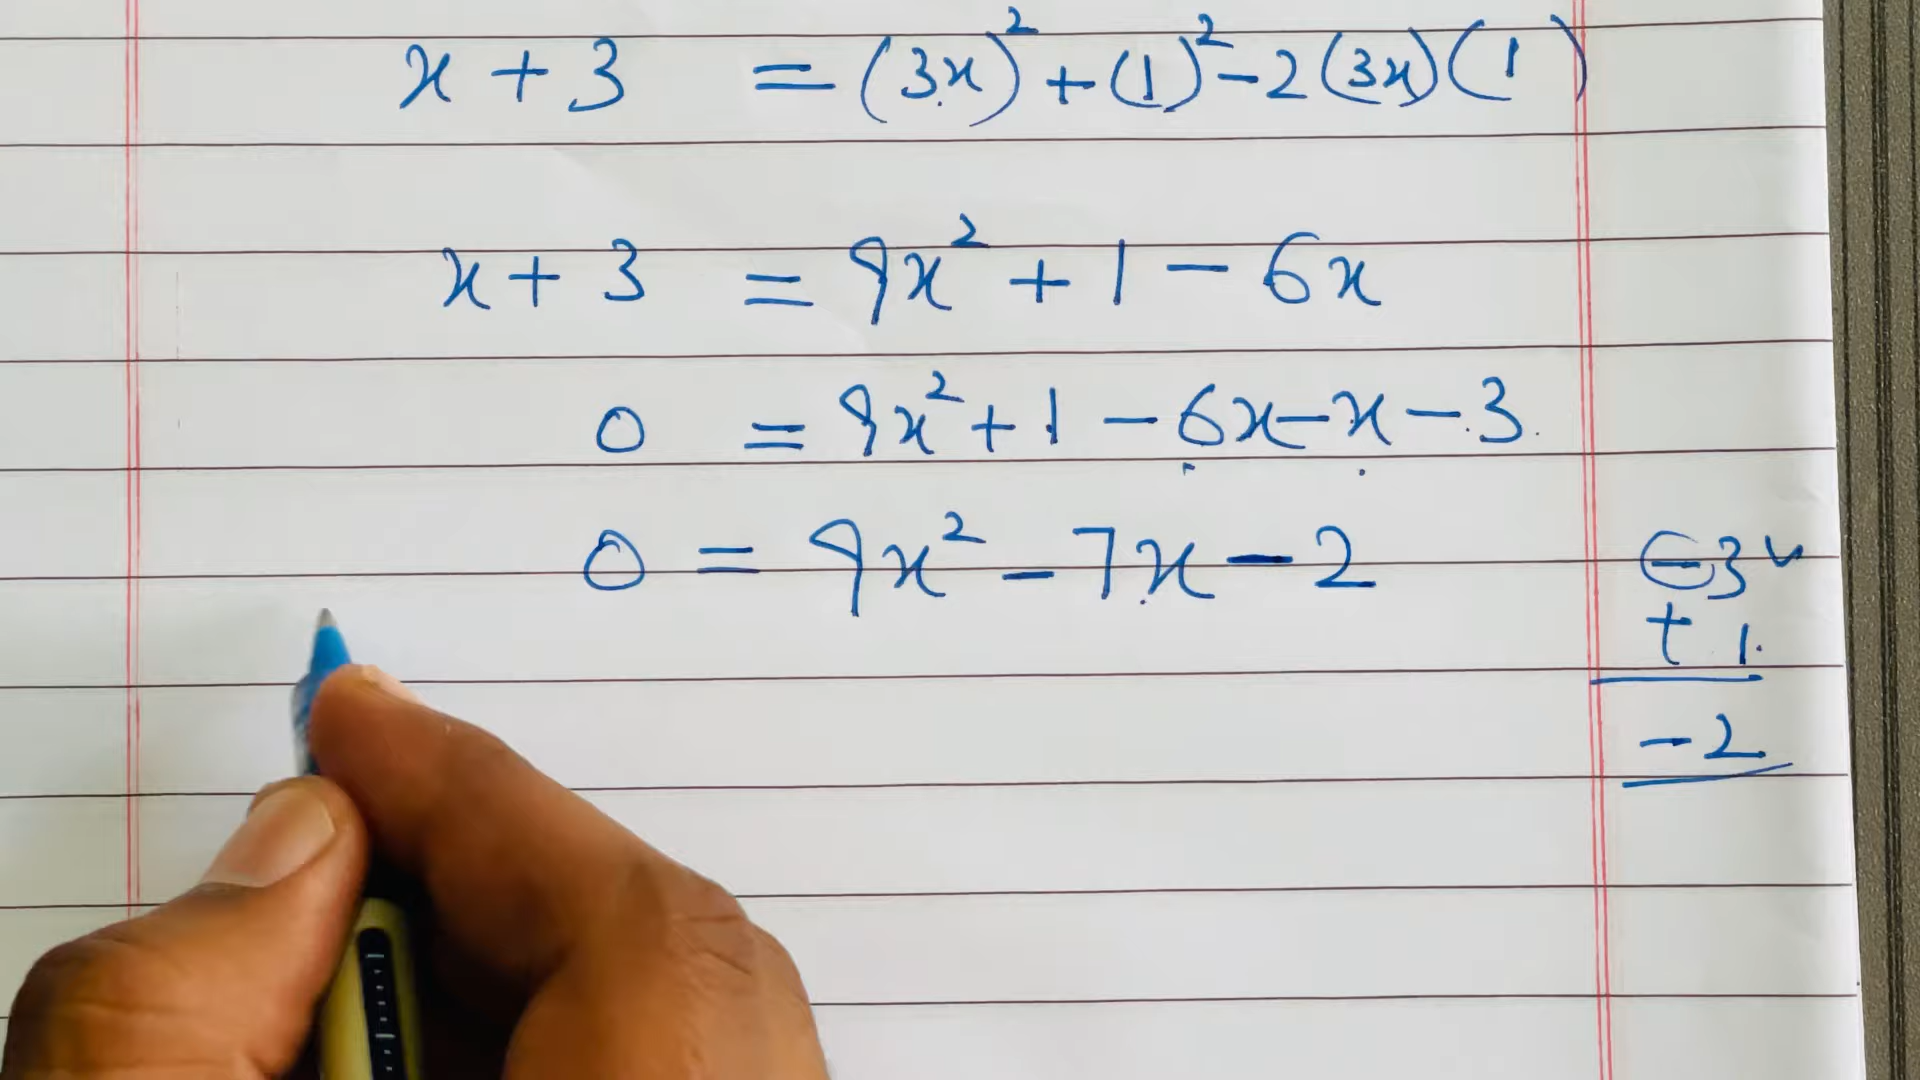 x + 3 = (3x)² + (1)² - 2(3x)(1)
x + 3 = 9x² + 1 - 6x
0 = 9x² + 1 - 6x - x - 3
0 = 9x² - 7x - 2
- 3
+ 1
- 2